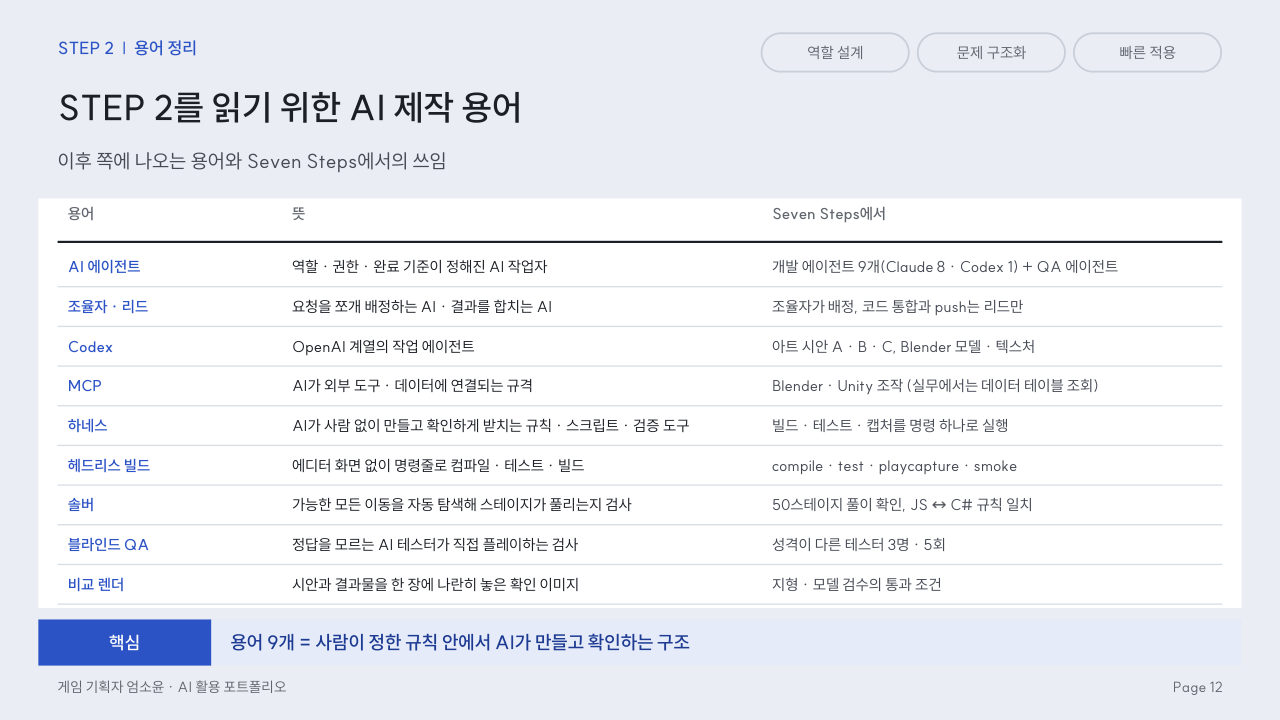 STEP 2 | 용어 정리
역할 설계
문제 구조화
빠른 적용
STEP 2를 읽기 위한 AI 제작 용어
이후 쪽에 나오는 용어와 Seven Steps에서의 쓰임
용어 뜻 Seven Steps에서
AI 에이전트 역할 · 권한 · 완료 기준이 정해진 AI 작업자 개발 에이전트 9개(Claude 8 · Codex 1) + QA 에이전트
조율자 · 리드 요청을 쪼개 배정하는 AI · 결과를 합치는 AI 조율자가 배정, 코드 통합과 push는 리드만
Codex OpenAI 계열의 작업 에이전트 아트 시안 A · B · C, Blender 모델 · 텍스처
MCP AI가 외부 도구 · 데이터에 연결되는 규격 Blender · Unity 조작 (실무에서는 데이터 테이블 조회)
하네스 AI가 사람 없이 만들고 확인하게 받치는 규칙 · 스크립트 · 검증 도구 빌드 · 테스트 · 캡처를 명령 하나로 실행
헤드리스 빌드 에디터 화면 없이 명령줄로 컴파일 · 테스트 · 빌드 compile · test · playcapture · smoke
솔버 가능한 모든 이동을 자동 탐색해 스테이지가 풀리는지 검사 50스테이지 풀이 확인, JS ↔ C# 규칙 일치
블라인드 QA 정답을 모르는 AI 테스터가 직접 플레이하는 검사 성격이 다른 테스터 3명 · 5회
비교 렌더 시안과 결과물을 한 장에 나란히 놓은 확인 이미지 지형 · 모델 검수의 통과 조건
핵심 용어 9개 = 사람이 정한 규칙 안에서 AI가 만들고 확인하는 구조
게임 기획자 엄소윤 · AI 활용 포트폴리오
Page 12